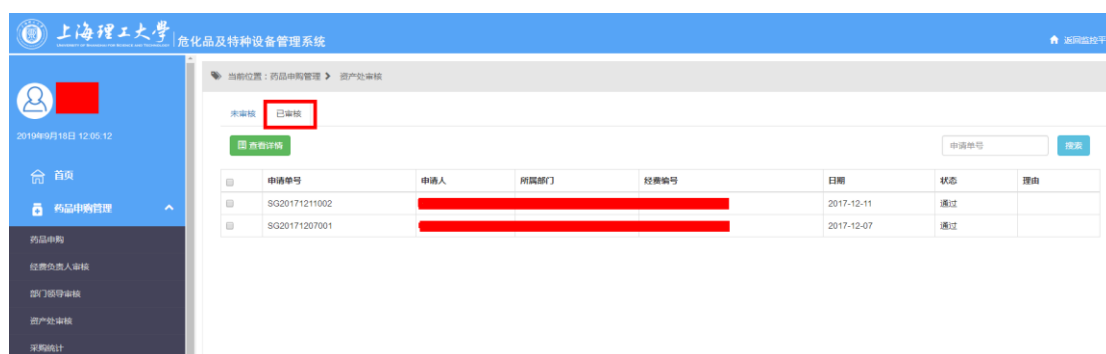 上海理工大学 危化品及特种设备管理系统
返回监控平
当前位置：药品申购管理 资产处审核
未审核 已审核
2019年9月18日 12:05:12
查看详情 申请单号 搜索
首页
申请单号 申请人 所属部门 经费编号 日期 状态 理由
SG20171211002 2017-12-11 通过
药品申购管理
SG20171207001 2017-12-07 通过
药品申购
经费负责人审核
部门领导审核
资产处审核
采购统计